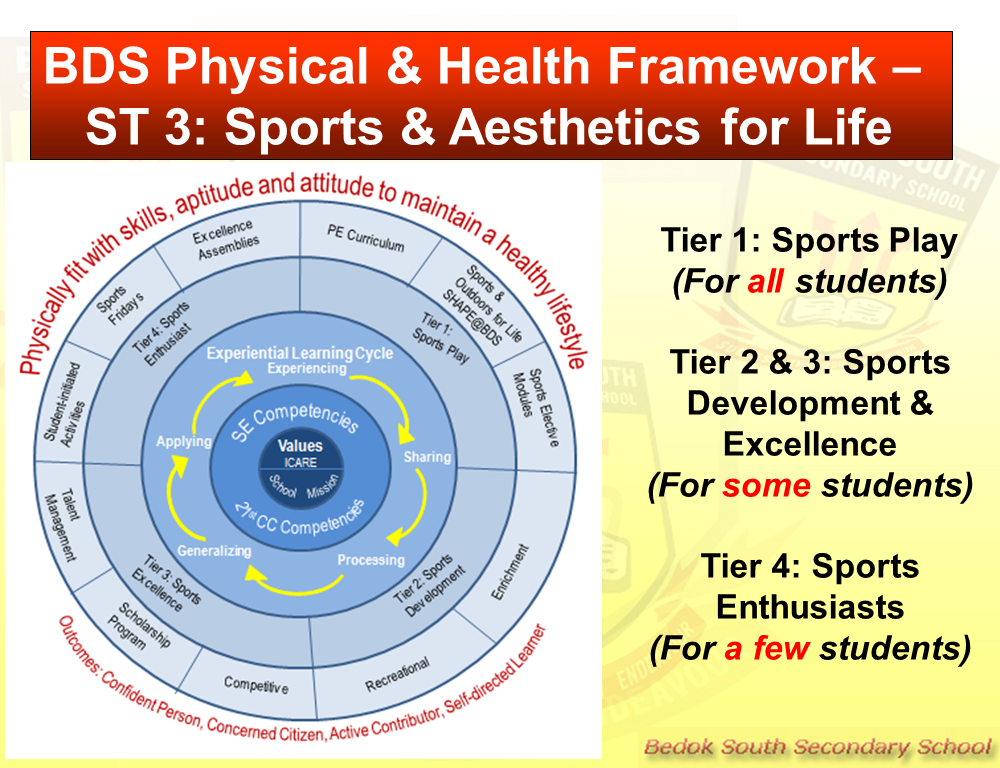 BDS Physical & Health Framework –
ST 3: Sports & Aesthetics for Life
Physically fit with skills, aptitude and attitude to maintain a healthy lifestyle
Excellence
Assemblies
PE Curriculum
Sports &
Outdoors for Life
SHAPE@BDS
Sports Elective
Modules
Enrichment
Recreational
Competitive
Scholarship
Program
Talent
Management
Student-initiated
Activities
Sports
Fridays
Tier 4: Sports
Enthusiast
Tier 1:
Sports Play
Tier 2: Sports
Development
Tier 3: Sports
Excellence
Experiential Learning Cycle
Experiencing
Sharing
Processing
Generalizing
Applying
SE Competencies
Values
ICARE
School Mission
21st CC Competencies
Outcomes: Confident Person, Concerned Citizen, Active Contributor, Self-directed Learner
Tier 1: Sports Play
(For all students)
Tier 2 & 3: Sports
Development &
Excellence
(For some students)
Tier 4: Sports
Enthusiasts
(For a few students)
Bedok South Secondary School